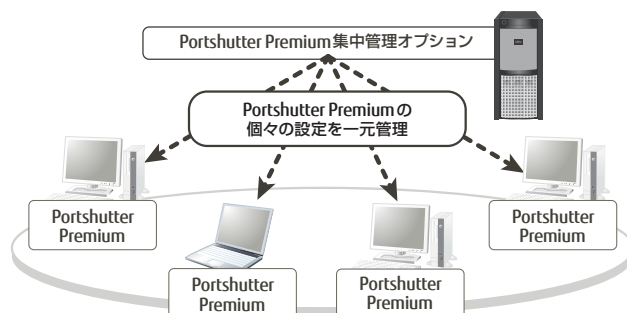 Portshutter Premium集中管理オプション
Portshutter Premiumの
個々の設定を一元管理
Portshutter
Premium
Portshutter
Premium
Portshutter
Premium
Portshutter
Premium